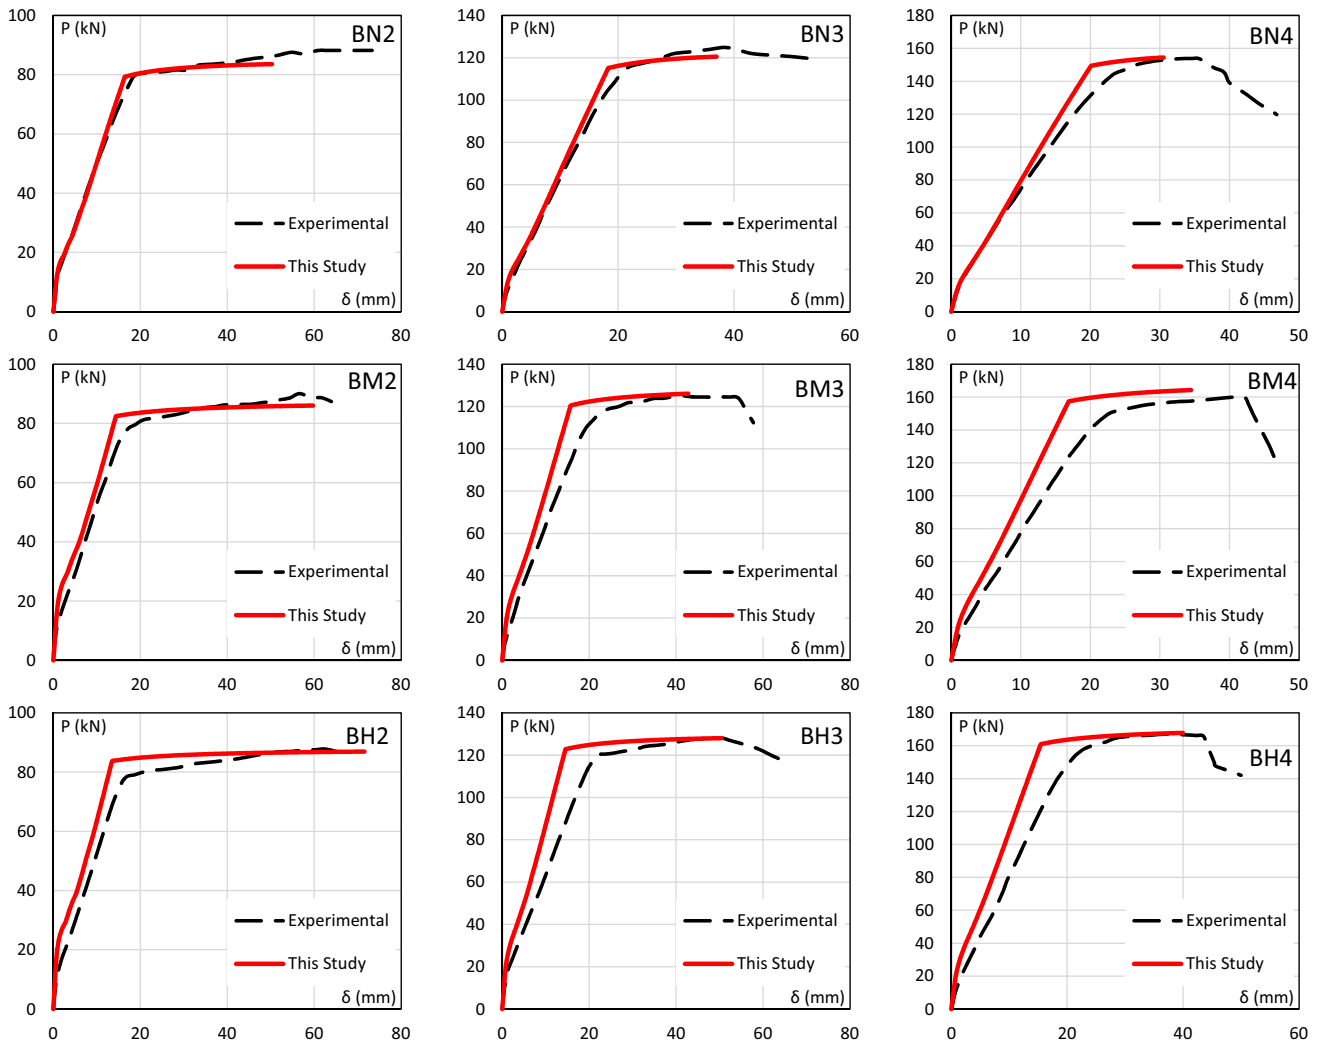 P (kN)
BN2
100
80
60
40
20
0
Experimental
This Study
δ (mm)
0 20 40 60 80
P (kN)
BN3
140
120
100
80
60
40
20
0
Experimental
This Study
δ (mm)
0 20 40 60
P (kN)
BN4
180
160
140
120
100
80
60
40
20
0
Experimental
This Study
δ (mm)
0 10 20 30 40 50
P (kN)
BM2
100
80
60
40
20
0
Experimental
This Study
δ (mm)
0 20 40 60 80
P (kN)
BM3
140
120
100
80
60
40
20
0
Experimental
This Study
δ (mm)
0 20 40 60 80
P (kN)
BM4
180
160
140
120
100
80
60
40
20
0
Experimental
This Study
δ (mm)
0 10 20 30 40 50
P (kN)
BH2
100
80
60
40
20
0
Experimental
This Study
δ (mm)
0 20 40 60 80
P (kN)
BH3
140
120
100
80
60
40
20
0
Experimental
This Study
δ (mm)
0 20 40 60 80
P (kN)
BH4
180
160
140
120
100
80
60
40
20
0
Experimental
This Study
δ (mm)
0 20 40 60